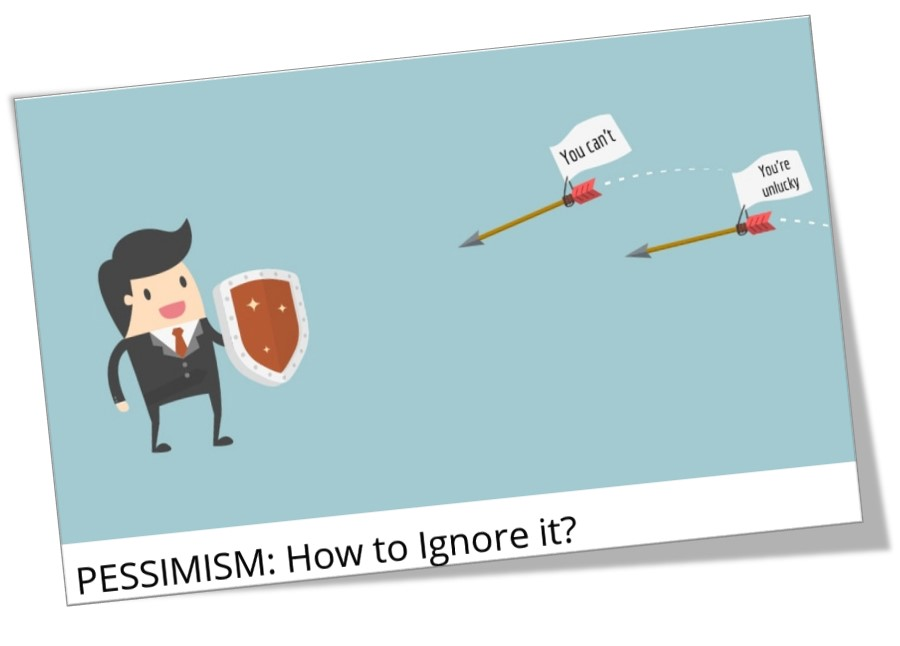 You can't
You're
unlucky
PESSIMISM: How to Ignore it?